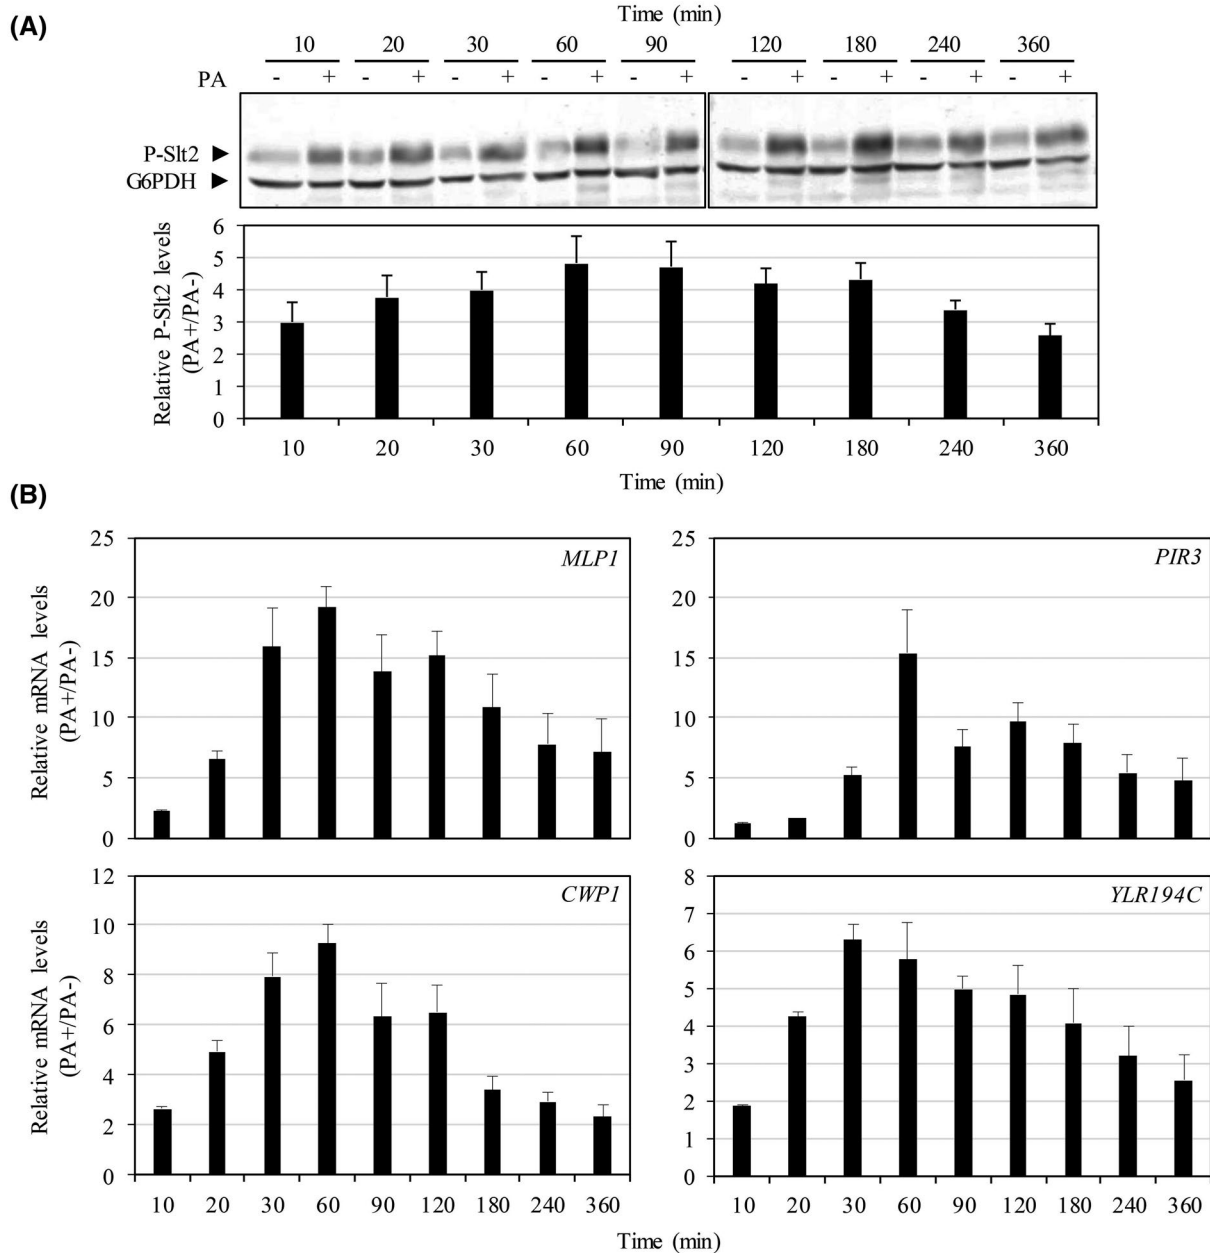 (A)
Time (min)
10 20 30 60 90 120 180 240 360
PA - + - + - + - + - + - + - + - + - +
P-Slt2
G6PDH
Relative P-Slt2 levels
(PA+/PA-)
6
5
4
3
2
1
0
10 20 30 60 90 120 180 240 360
Time (min)
(B)
Relative mRNA levels
(PA+/PA-)
25
20
15
10
5
0
MLP1
25
20
15
10
5
0
PIR3
Relative mRNA levels
(PA+/PA-)
12
10
8
6
4
2
0
CWP1
10 20 30 60 90 120 180 240 360
8
7
6
5
4
3
2
1
0
YLR194C
10 20 30 60 90 120 180 240 360
Time (min)